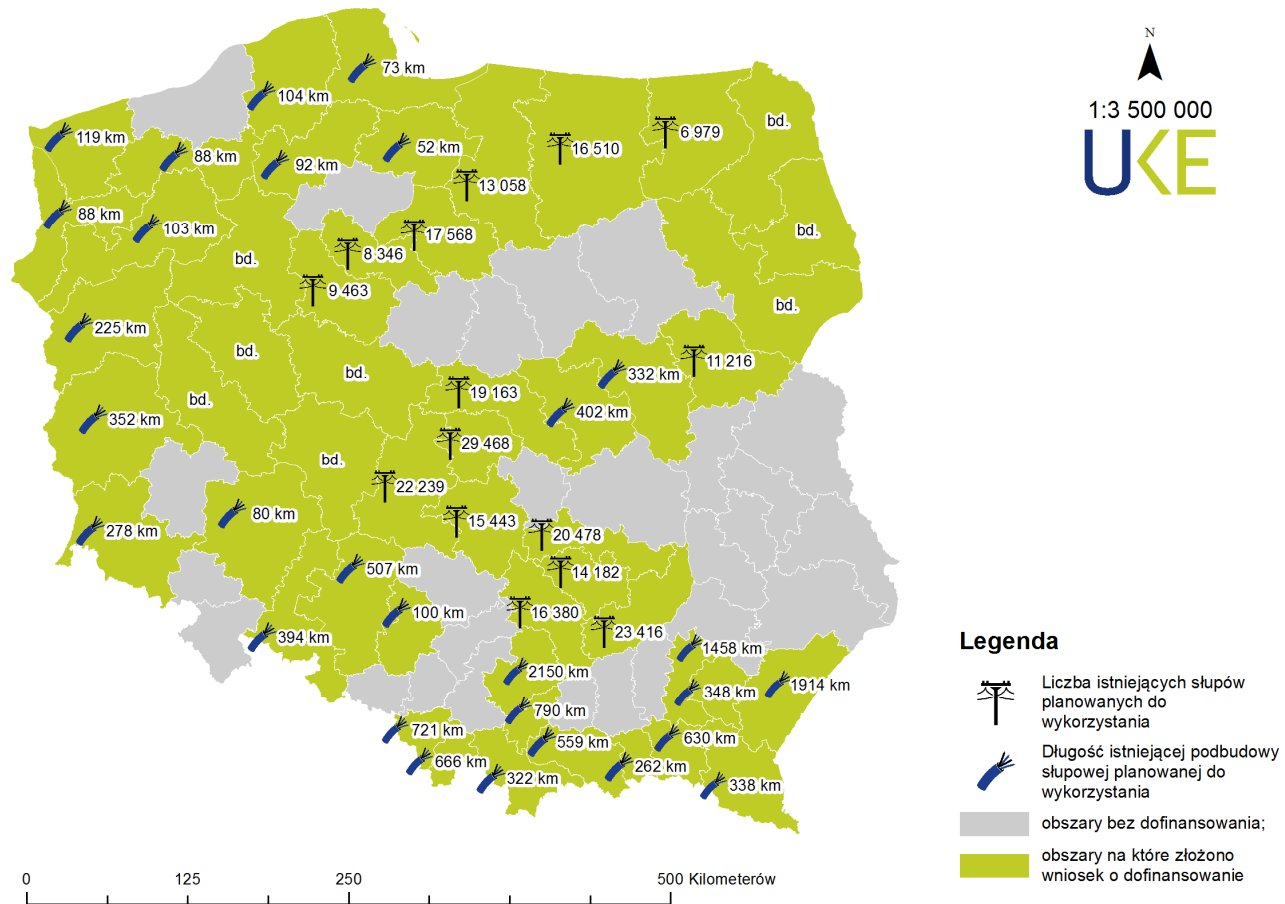 N
1:3 500 000
UKE
73 km
104 km
119 km
88 km
92 km
52 km
16 510
6 979
bd.
13 058
88 km
103 km
17 568
8 346
bd.
bd.
9 463
bd.
225 km
bd.
bd.
332 km
11 216
19 163
bd.
352 km
402 km
29 468
bd.
22 239
80 km
15 443
278 km
20 478
507 km
14 182
100 km
16 380
23 416
394 km
1458 km
2150 km
348 km
1914 km
790 km
721 km
559 km
630 km
666 km
322 km
262 km
338 km
Legenda
Liczba istniejących słupów
planowanych do
wykorzystania
Długość istniejącej podbudowy
słupowej planowanej do
wykorzystania
obszary bez dofinansowania;
obszary na które złożono
wniosek o dofinansowanie
0 125 250 500 Kilometerów